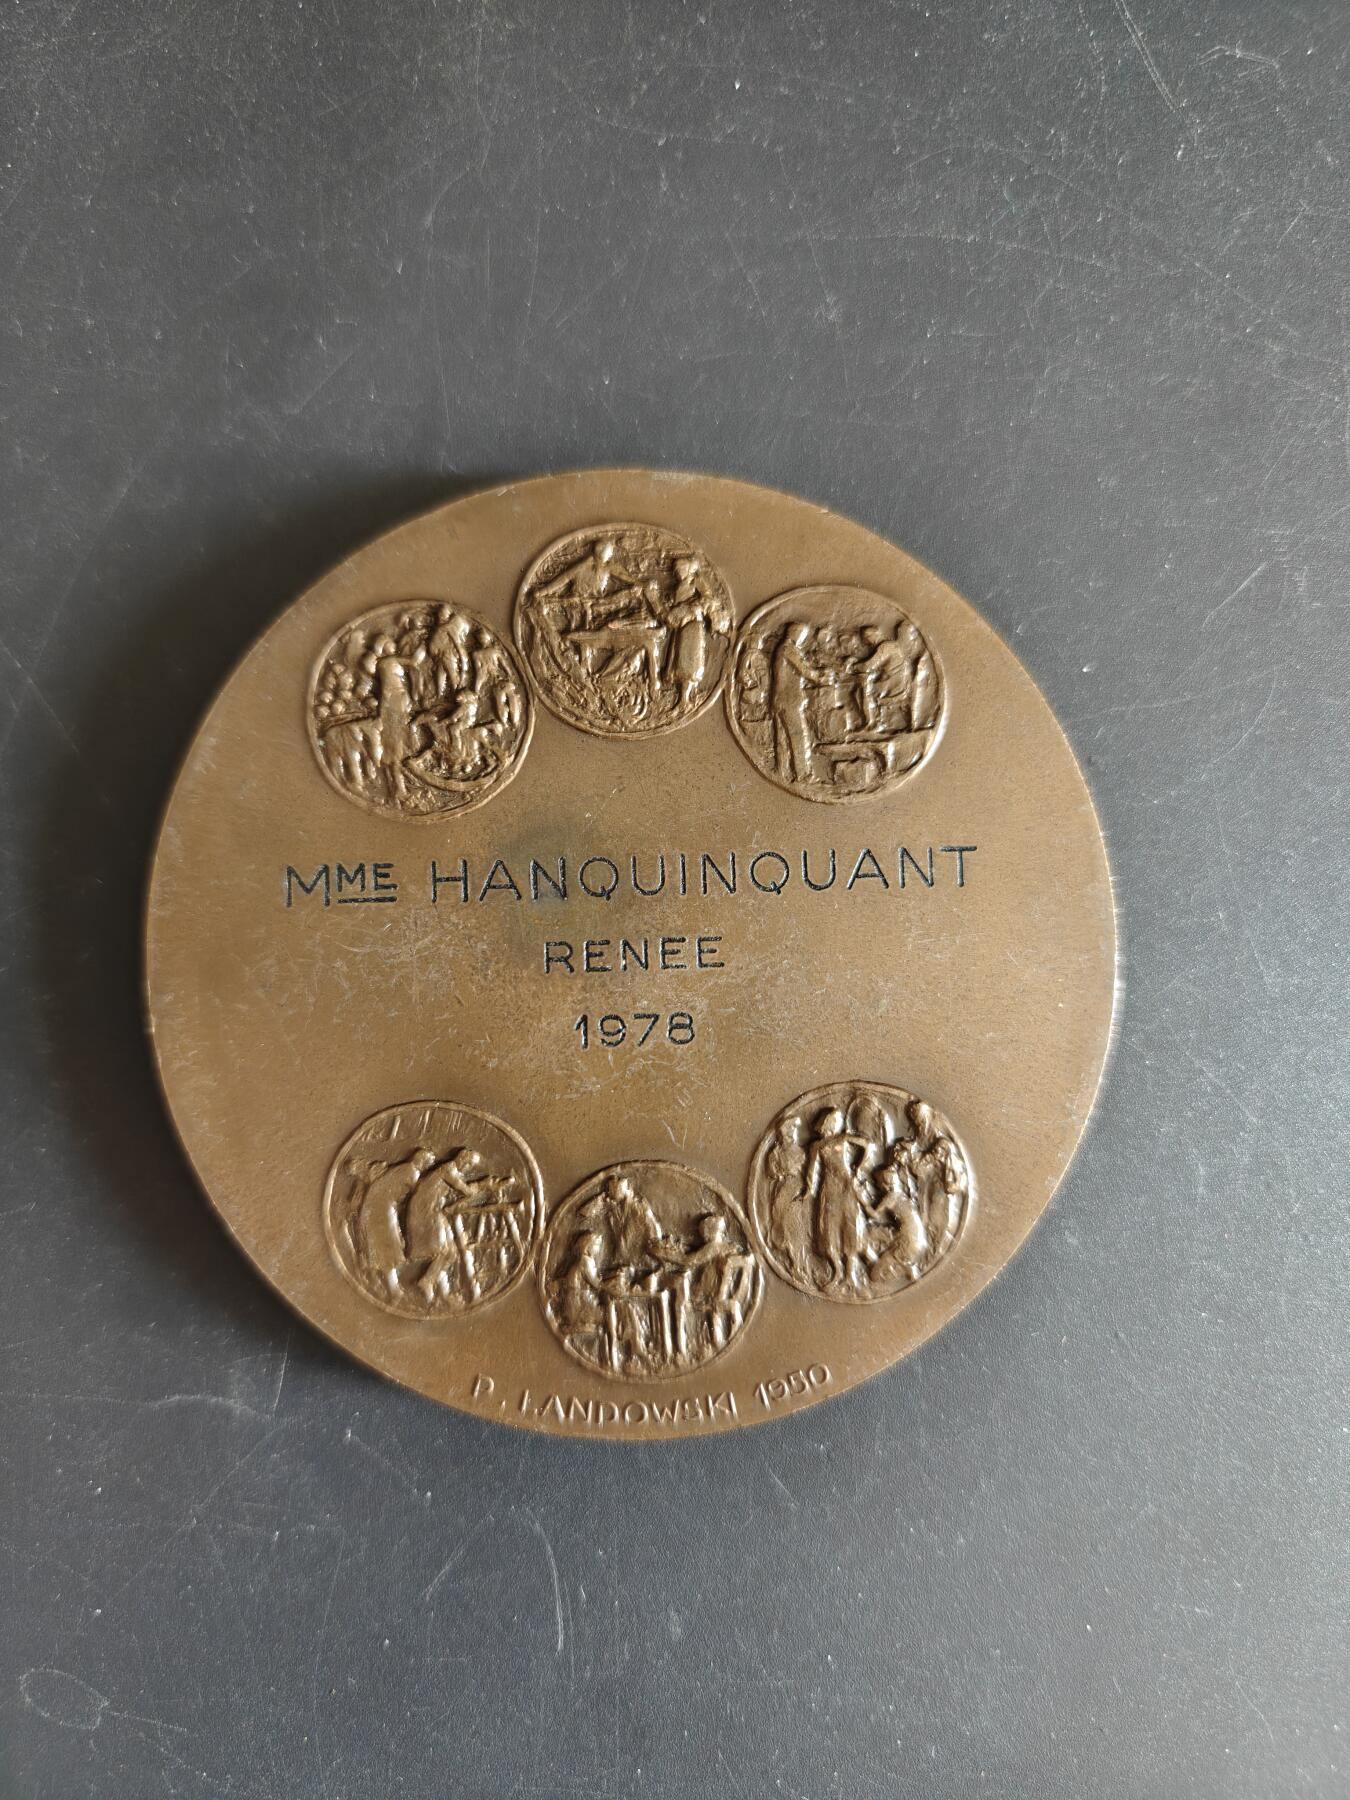 MME HANQUINQUANT
RENEE
1978
P. LANDOWSKI 1950